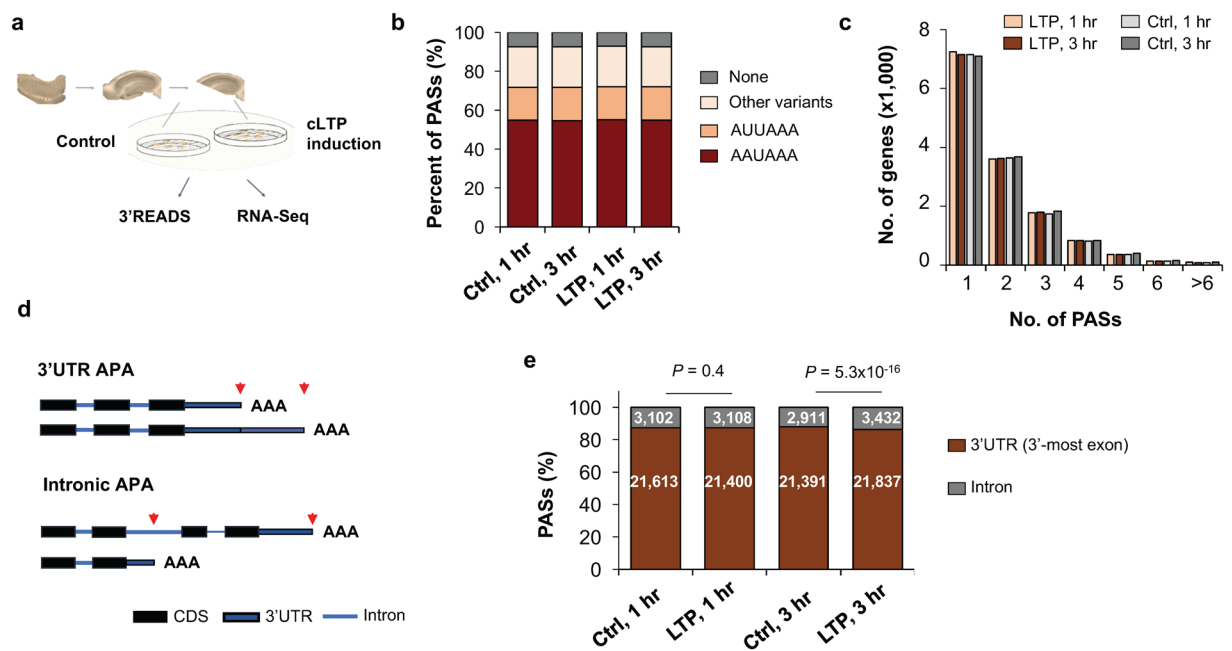 a
Control
cLTP
induction
3’READS
RNA-Seq
b
Percent of PASs (%)
100
80
60
40
20
0
Ctrl, 1 hr
Ctrl, 3 hr
LTP, 1 hr
LTP, 3 hr
None
Other variants
AUUAAA
AAUAAA
c
LTP, 1 hr
Ctrl, 1 hr
LTP, 3 hr
Ctrl, 3 hr
No. of genes (x1,000)
8
6
4
2
0
1 2 3 4 5 6 >6
No. of PASs
d
3’UTR APA
AAA
AAA
Intronic APA
AAA
AAA
CDS
3’UTR
Intron
e
P = 0.4
P = 5.3x10⁻¹⁶
PASs (%)
100
80
60
40
20
0
3,102 3,108 2,911 3,432
21,613 21,400 21,391 21,837
Ctrl, 1 hr
LTP, 1 hr
Ctrl, 3 hr
LTP, 3 hr
3’UTR (3’-most exon)
Intron